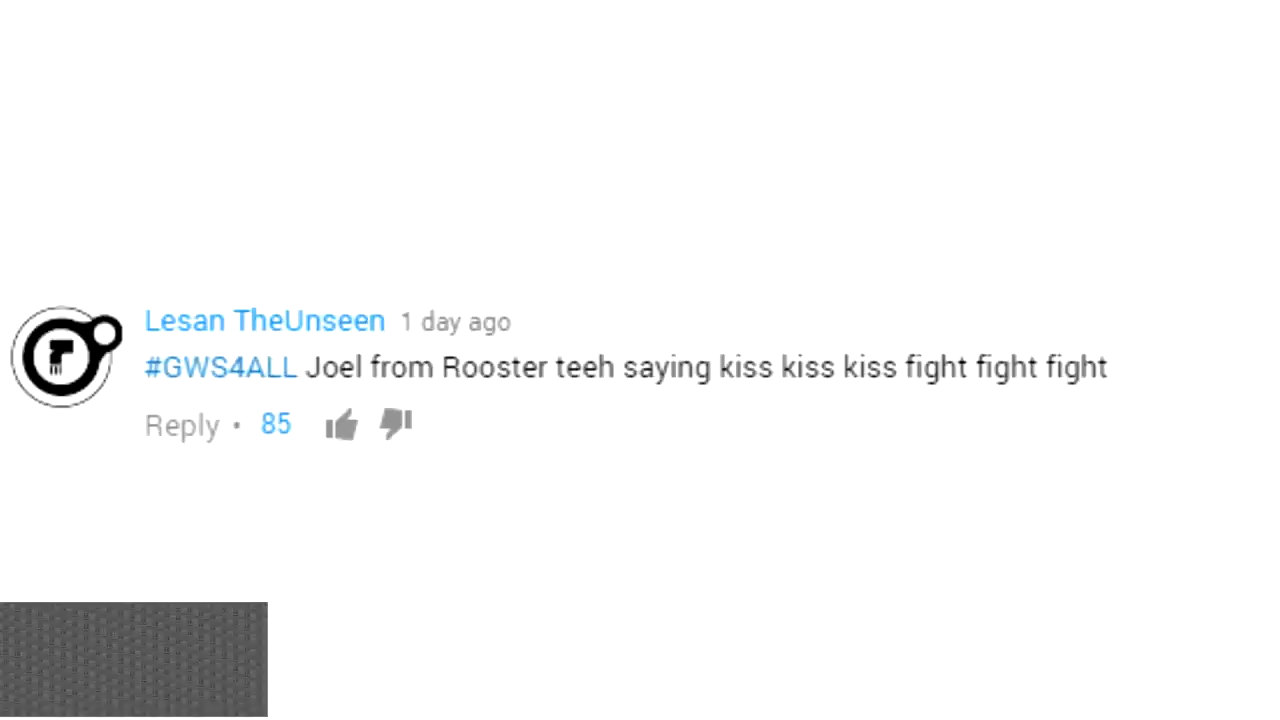 Lesan TheUnseen 1 day ago
#GWS4ALL Joel from Rooster teeh saying kiss kiss kiss fight fight fight
Reply • 85